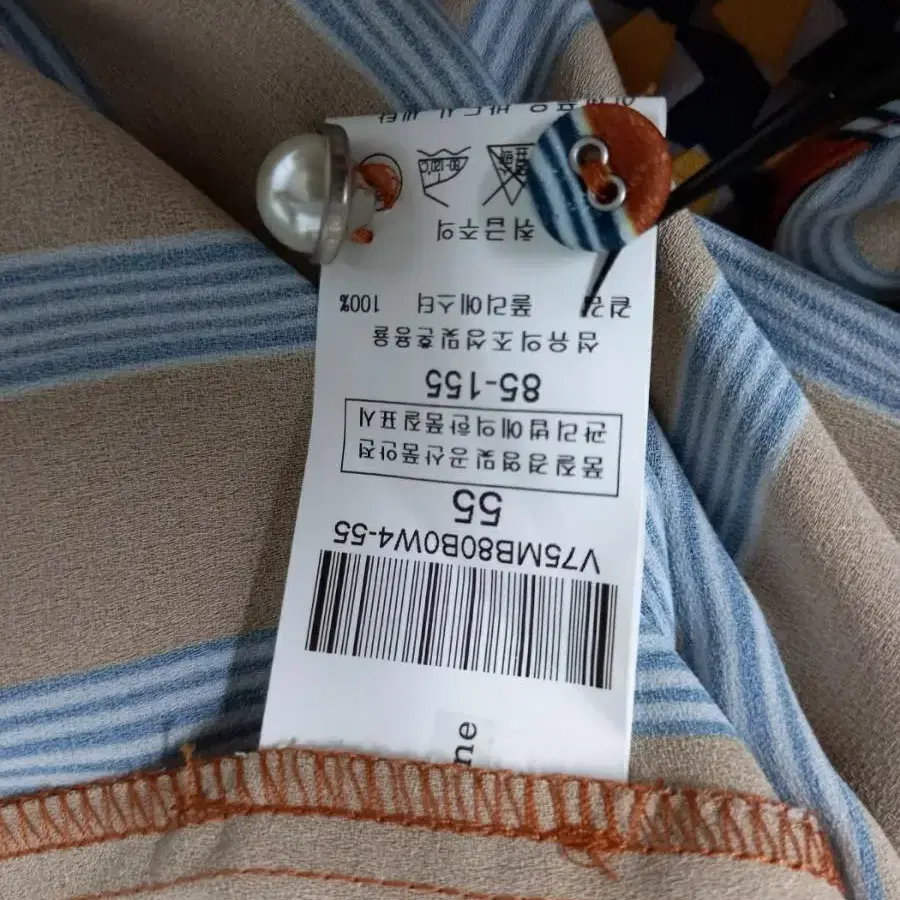 ne
V75MB80B0W4-55
55
품질경영및공산품안전
관리법에의한품질표시
85-155
섬유의조성및혼용율
겉감 폴리에스터 100%
취급주의